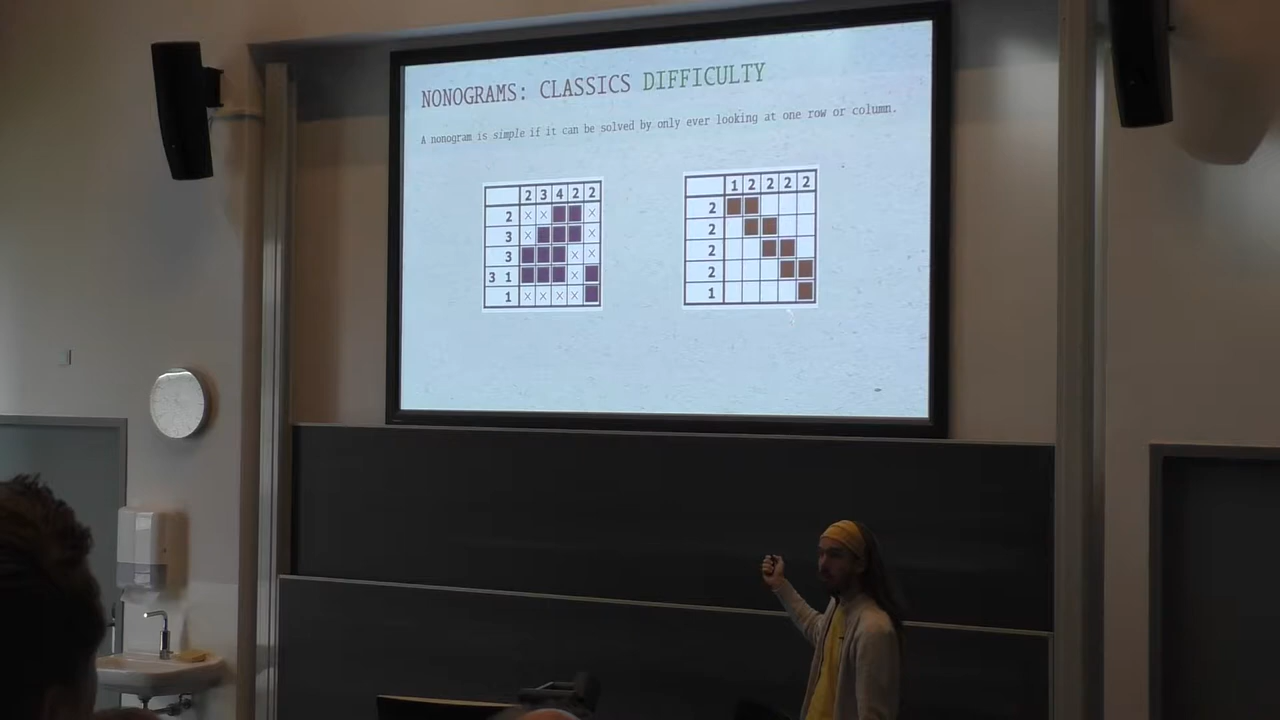 NONOGRAMS: CLASSICS DIFFICULTY
A nonogram is simple if it can be solved by only ever looking at one row or column.
2 3 4 2 2
2 × × ×
3 × ×
3 × ×
3 1 ×
1 × × × ×
1 2 2 2 2
2
2
2
2
1